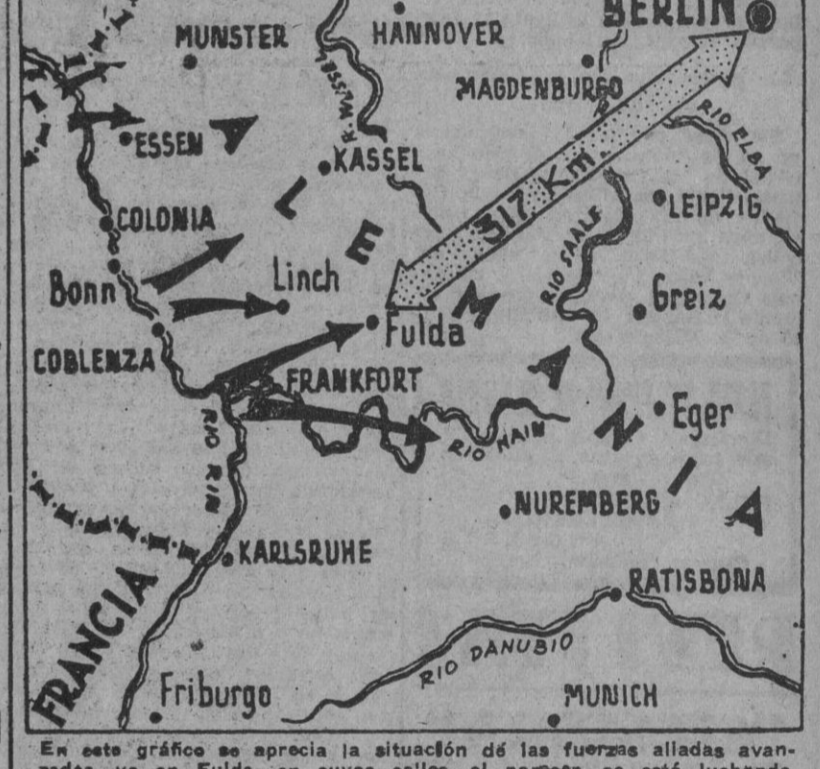 BERLIN
MUNSTER
HANNOVER
MAGDENBURGO
R. WESSEL
RIO ELBA
ESSEN
KASSEL
317 Km.
LEIPZIG
COLONIA
RIO SAALE
Bonn
Linch
Greiz
Fulda
COBLENZA
FRANKFORT
Eger
RIO MAIN
RIO RIN
ALEMANIA
NUREMBERG
KARLSRUHE
RATISBONA
FRANCIA
RIO DANUBIO
Friburgo
MUNICH
En este gráfico se aprecia la situación de las fuerzas aliadas avan-